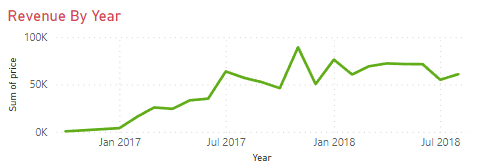 Revenue By Year
100K
50K
0K
Sum of price
Jan 2017 Jul 2017 Jan 2018 Jul 2018
Year